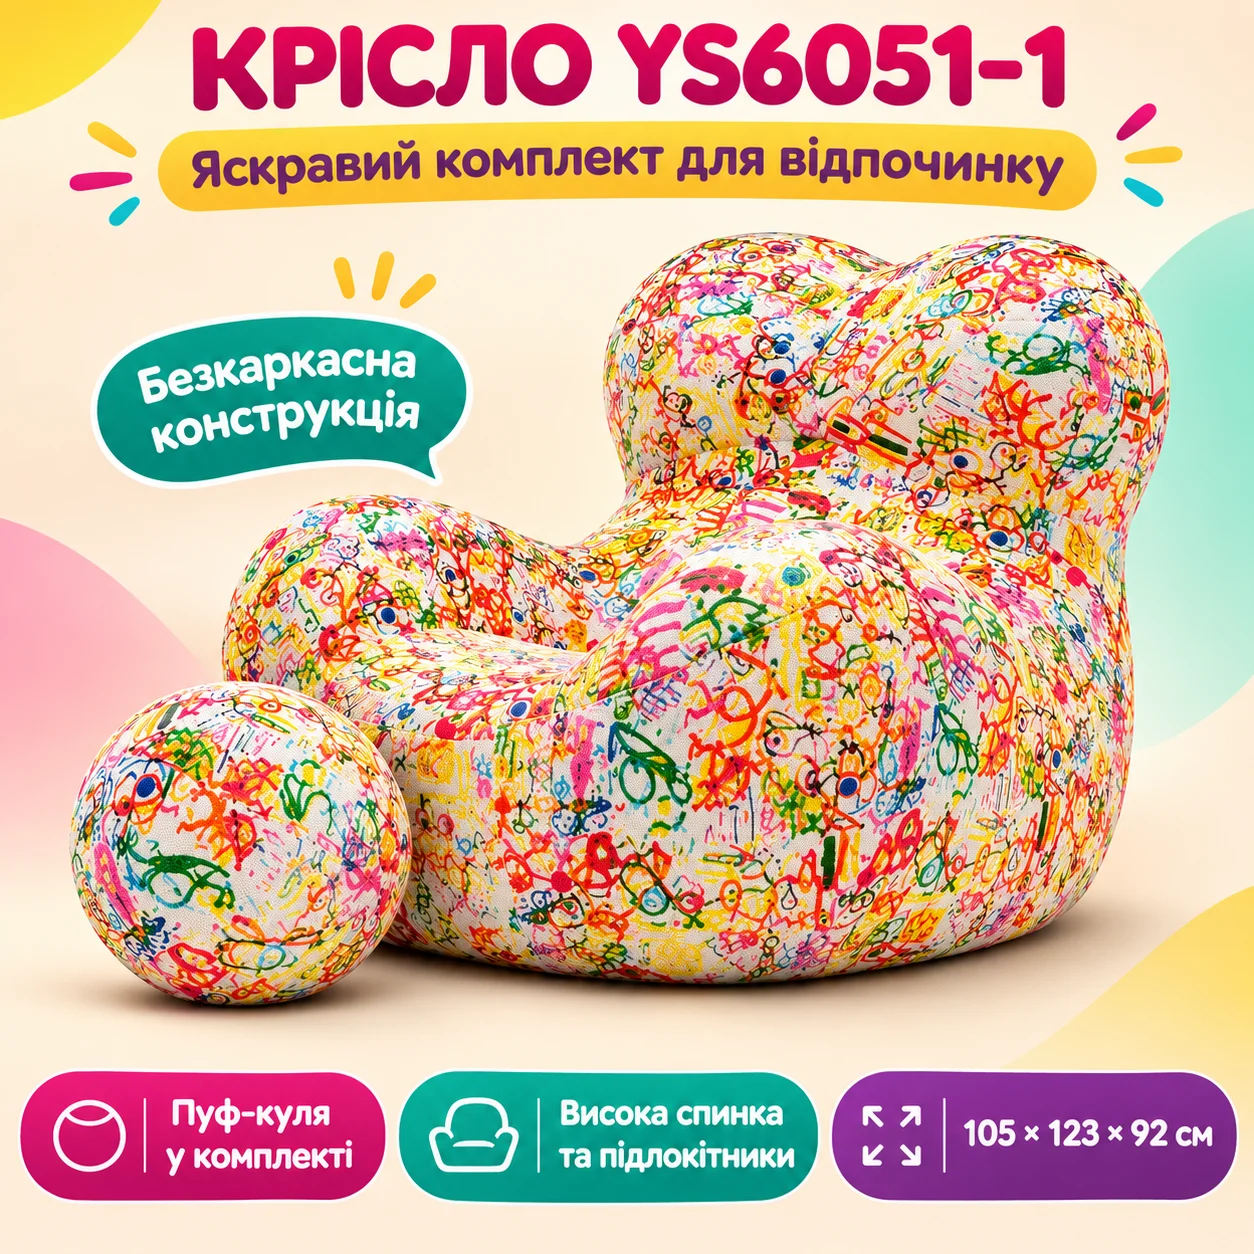 КРІСЛО YS6051-1
Яскравий комплект для відпочинку
Безкаркасна
конструкція
Пуф-куля
у комплекті
Висока спинка
та підлокітники
105 × 123 × 92 см